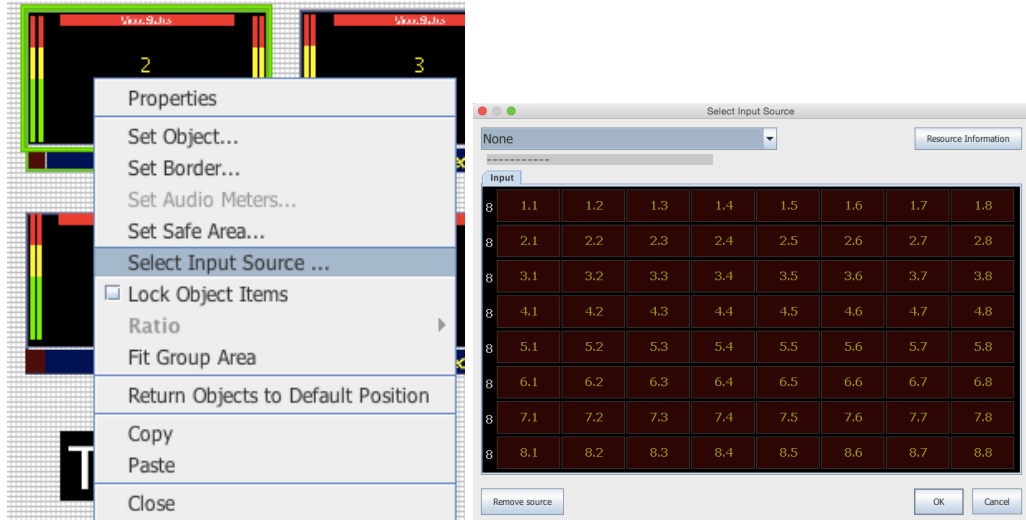 2
3
Properties
Set Object...
Set Border...
Set Audio Meters...
Set Safe Area...
Select Input Source ...
Lock Object Items
Ratio
Fit Group Area
Return Objects to Default Position
Copy
Paste
Close
T
Select Input Source
None
Resource Information
-----------
Input
8 1.1 1.2 1.3 1.4 1.5 1.6 1.7 1.8
8 2.1 2.2 2.3 2.4 2.5 2.6 2.7 2.8
8 3.1 3.2 3.3 3.4 3.5 3.6 3.7 3.8
8 4.1 4.2 4.3 4.4 4.5 4.6 4.7 4.8
8 5.1 5.2 5.3 5.4 5.5 5.6 5.7 5.8
8 6.1 6.2 6.3 6.4 6.5 6.6 6.7 6.8
8 7.1 7.2 7.3 7.4 7.5 7.6 7.7 7.8
8 8.1 8.2 8.3 8.4 8.5 8.6 8.7 8.8
Remove source
OK
Cancel